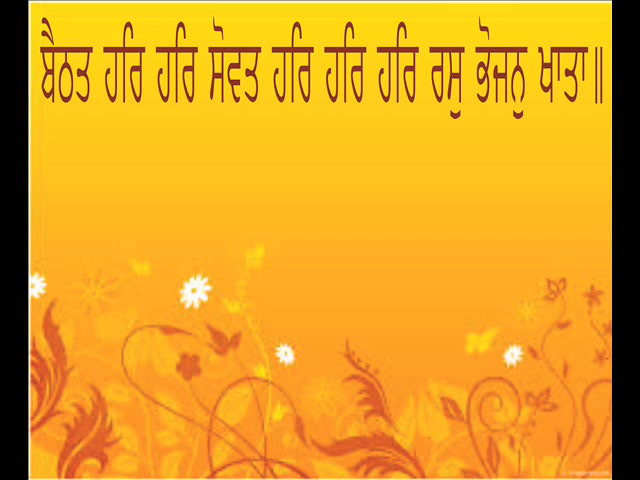 ਬੈਠਤ ਹਰਿ ਹਰਿ ਸੋਵਤ ਹਰਿ ਹਰਿ ਹਰਿ ਰਸੁ ਭੋਜਨੁ ਖਾਤਾ॥